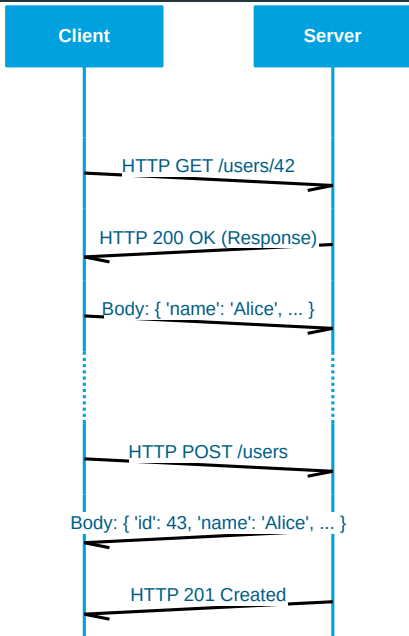 Client
Server
HTTP GET /users/42
HTTP 200 OK (Response)
Body: { 'name': 'Alice', ... }
HTTP POST /users
Body: { 'id': 43, 'name': 'Alice', ... }
HTTP 201 Created